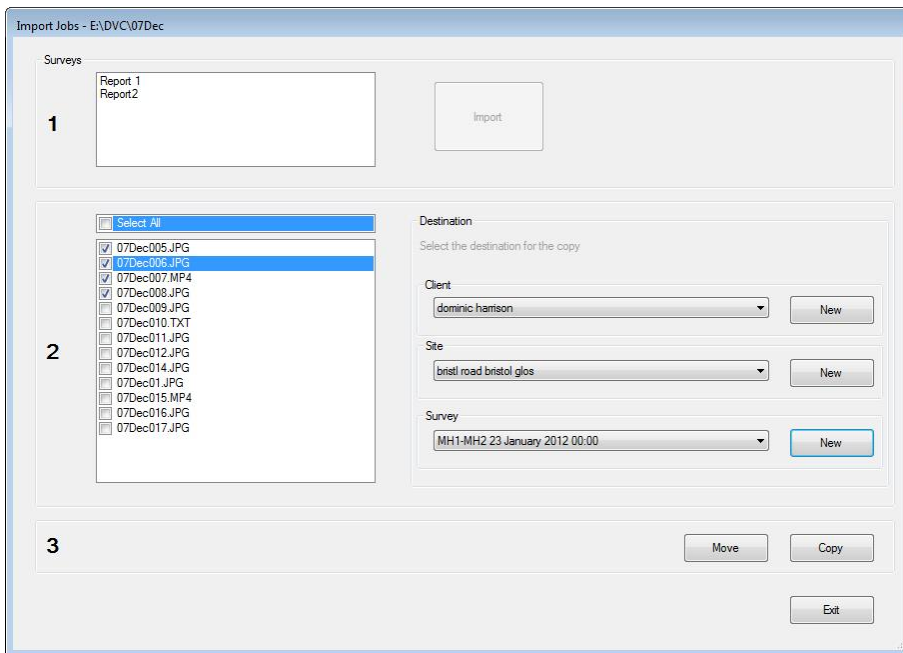 Import Jobs - E:\DVC\07Dec
Surveys
1
Report 1
Report2
Import
2
Select All
07Dec005.JPG
07Dec006.JPG
07Dec007.MP4
07Dec008.JPG
07Dec009.JPG
07Dec010.TXT
07Dec011.JPG
07Dec012.JPG
07Dec014.JPG
07Dec01.JPG
07Dec015.MP4
07Dec016.JPG
07Dec017.JPG
Destination
Select the destination for the copy
Client
dominic harrison
New
Site
bristl road bristol glos
New
Survey
MH1-MH2 23 January 2012 00:00
New
3
Move
Copy
Exit